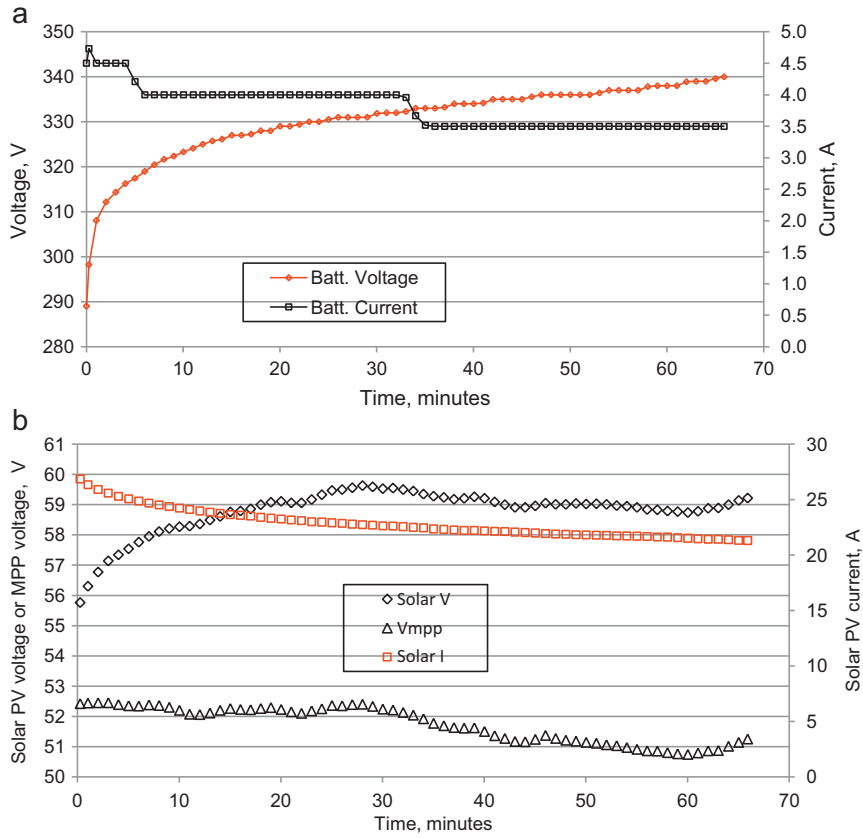 a
350
340
330
320
310
300
290
280
Voltage, V
5.0
4.5
4.0
3.5
3.0
2.5
2.0
1.5
1.0
0.5
0.0
Current, A
Batt. Voltage
Batt. Current
0 10 20 30 40 50 60 70
Time, minutes
b
61
60
59
58
57
56
55
54
53
52
51
50
Solar PV voltage or MPP voltage, V
30
25
20
15
10
5
0
Solar PV current, A
Solar V
Vmpp
Solar I
0 10 20 30 40 50 60 70
Time, minutes